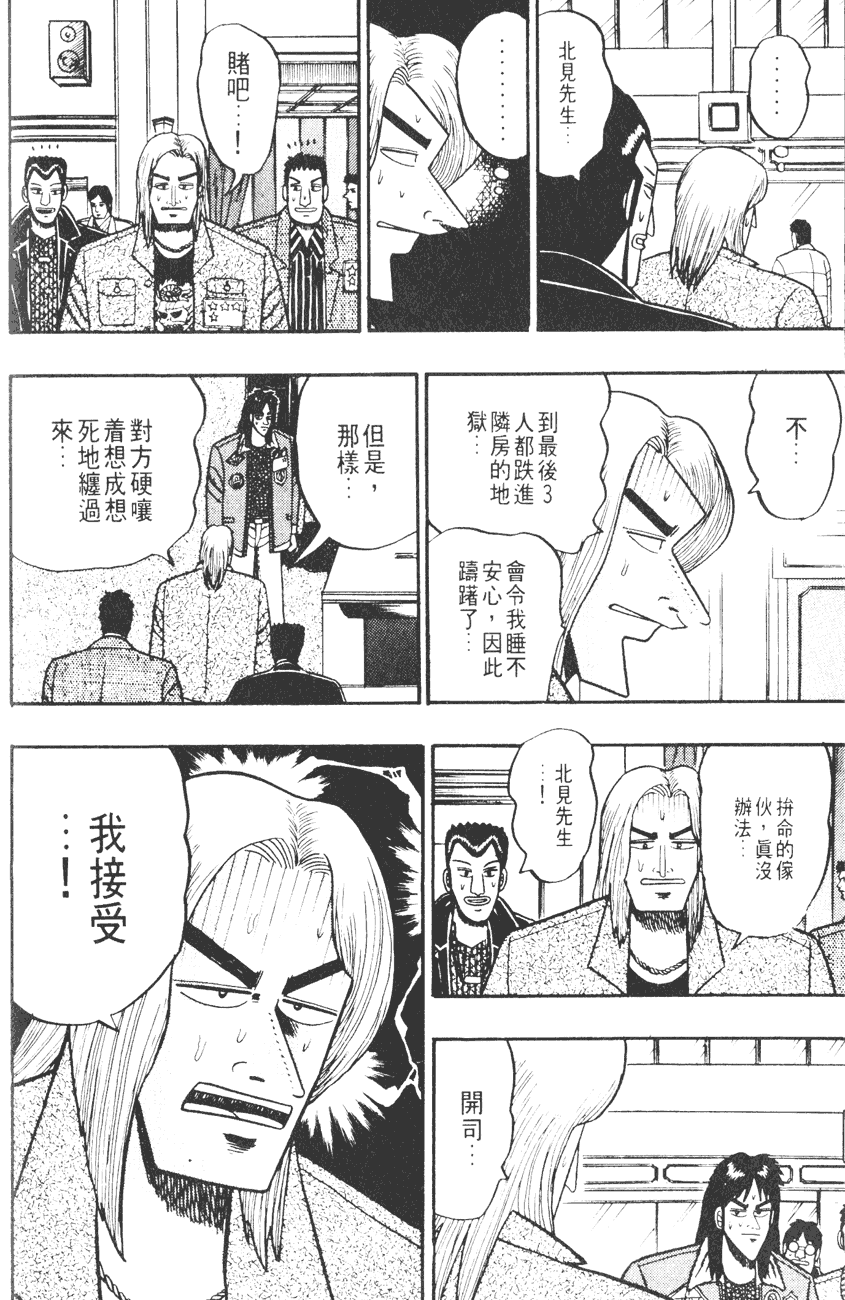 ………
北見先生…
………
賭吧…！
不…
到最後3
人都跌進
隣房的地
獄…
會令我睡不
安心，因此
躊躇了…
但是，
那樣…
對方硬嚷
着想成想
死地纏過
來…
拚命的傢
伙，真没
辦法…
北見先生
…！
開司…
我接受
…！